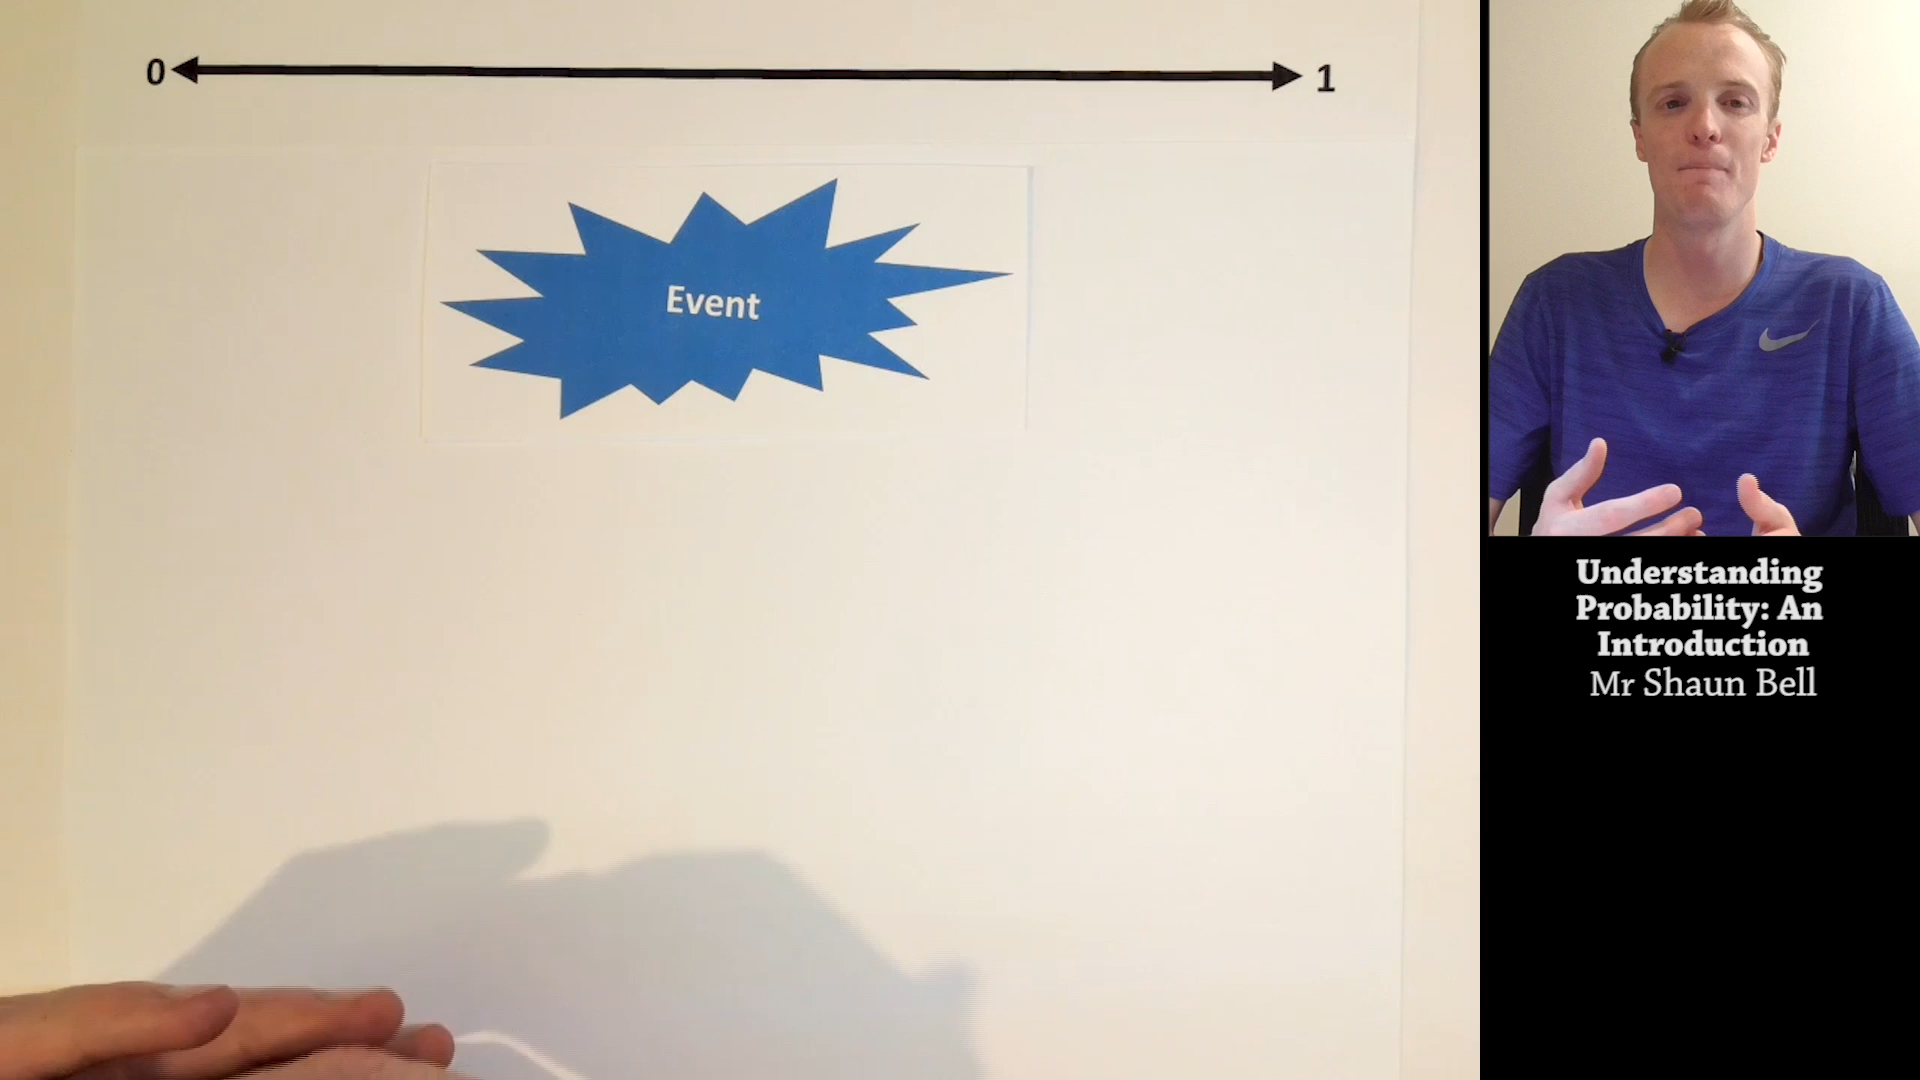 0 1
Event
Understanding
Probability: An
Introduction
Mr Shaun Bell